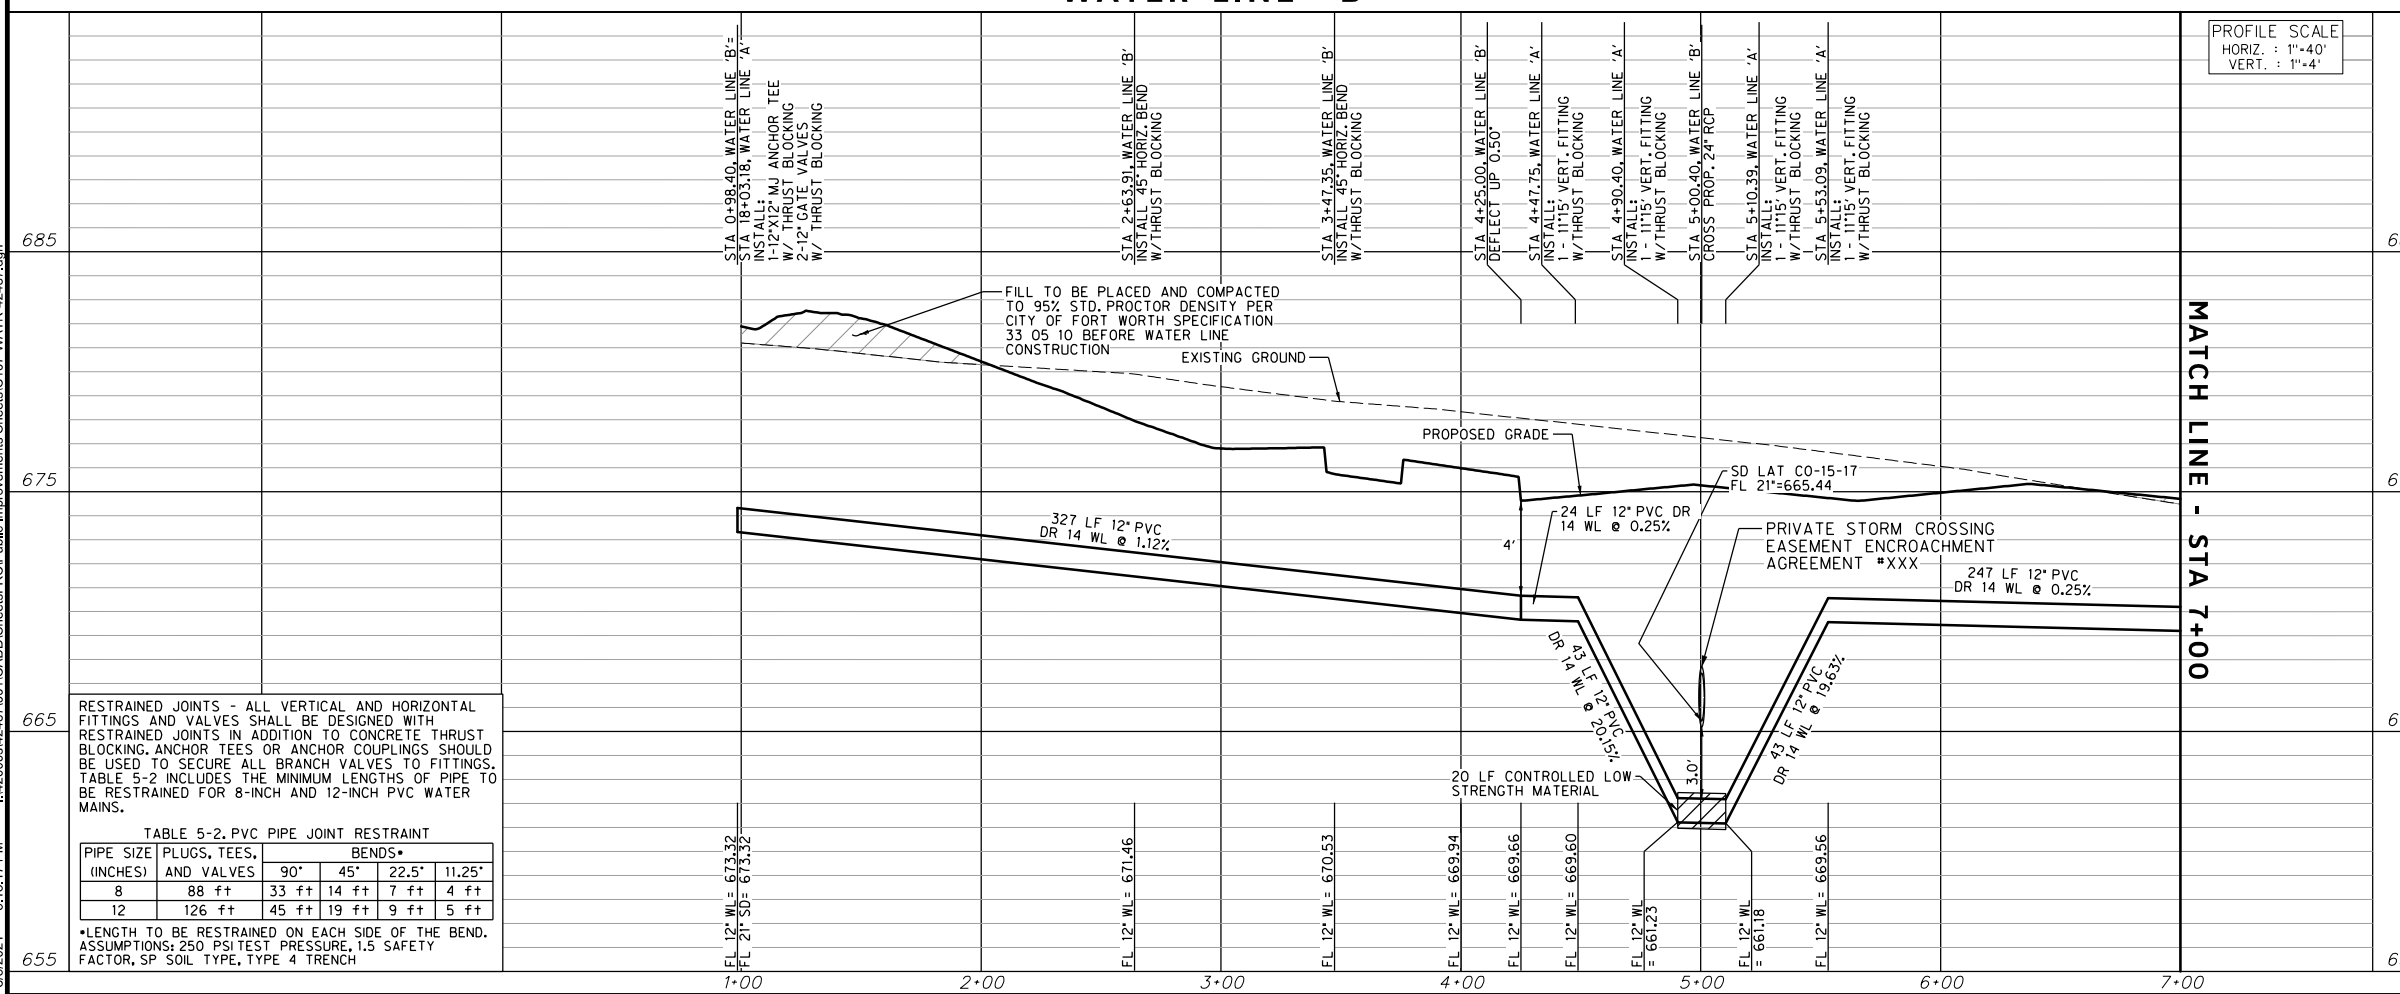 PROFILE SCALE
HORIZ. : 1"=40'
VERT. : 1"=4'
STA 0+98.40, WATER LINE 'B'=
STA 18+03.18, WATER LINE 'A'
INSTALL:
1-12"X12" MJ ANCHOR TEE
W/ THRUST BLOCKING
2-12" GATE VALVES
W/ THRUST BLOCKING
STA 2+63.91, WATER LINE 'B'
INSTALL 45° HORIZ. BEND
W/THRUST BLOCKING
STA 3+47.35, WATER LINE 'B'
INSTALL 45° HORIZ. BEND
W/THRUST BLOCKING
STA 4+25.00, WATER LINE 'B'
DEFLECT UP 0.50°
STA 4+47.75, WATER LINE 'A'
INSTALL:
1 - 11°15' VERT. FITTING
W/THRUST BLOCKING
STA 4+90.40, WATER LINE 'A'
INSTALL:
1 - 11°15' VERT. FITTING
W/THRUST BLOCKING
STA 5+00.40, WATER LINE 'B'
CROSS PROP. 24" RCP
STA 5+10.39, WATER LINE 'A'
INSTALL:
1 - 11°15' VERT. FITTING
W/THRUST BLOCKING
STA 5+53.09, WATER LINE 'A'
INSTALL:
1 - 11°15' VERT. FITTING
W/THRUST BLOCKING
685
FILL TO BE PLACED AND COMPACTED
TO 95% STD. PROCTOR DENSITY PER
CITY OF FORT WORTH SPECIFICATION
33 05 10 BEFORE WATER LINE
CONSTRUCTION
EXISTING GROUND
PROPOSED GRADE
SD LAT CO-15-17
FL 21"=665.44
675
327 LF 12" PVC
DR 14 WL @ 1.12%
4'
24 LF 12" PVC DR
14 WL @ 0.25%
PRIVATE STORM CROSSING
EASEMENT ENCROACHMENT
AGREEMENT #XXX
247 LF 12" PVC
DR 14 WL @ 0.25%
MATCH LINE - STA 7+00
43 LF 12" PVC
DR 14 WL @ 20.15%
43 LF 12" PVC
DR 14 WL @ 19.63%
3.0'
20 LF CONTROLLED LOW
STRENGTH MATERIAL
665
RESTRAINED JOINTS - ALL VERTICAL AND HORIZONTAL
FITTINGS AND VALVES SHALL BE DESIGNED WITH
RESTRAINED JOINTS IN ADDITION TO CONCRETE THRUST
BLOCKING. ANCHOR TEES OR ANCHOR COUPLINGS SHOULD
BE USED TO SECURE ALL BRANCH VALVES TO FITTINGS.
TABLE 5-2 INCLUDES THE MINIMUM LENGTHS OF PIPE TO
BE RESTRAINED FOR 8-INCH AND 12-INCH PVC WATER
MAINS.
TABLE 5-2. PVC PIPE JOINT RESTRAINT
PIPE SIZE PLUGS, TEES, BENDS*
(INCHES) AND VALVES 90° 45° 22.5° 11.25°
8 88 ft 33 ft 14 ft 7 ft 4 ft
12 126 ft 45 ft 19 ft 9 ft 5 ft
*LENGTH TO BE RESTRAINED ON EACH SIDE OF THE BEND.
ASSUMPTIONS: 250 PSI TEST PRESSURE, 1.5 SAFETY
FACTOR, SP SOIL TYPE, TYPE 4 TRENCH
655
FL 12" WL= 673.32
FL 21" SD= 673.32
FL 12" WL= 671.46
FL 12" WL= 670.53
FL 12" WL= 669.94
FL 12" WL= 669.66
FL 12" WL= 669.60
FL 12" WL
= 661.23
FL 12" WL
= 661.18
FL 12" WL= 669.56
1+00 2+00 3+00 4+00 5+00 6+00 7+00